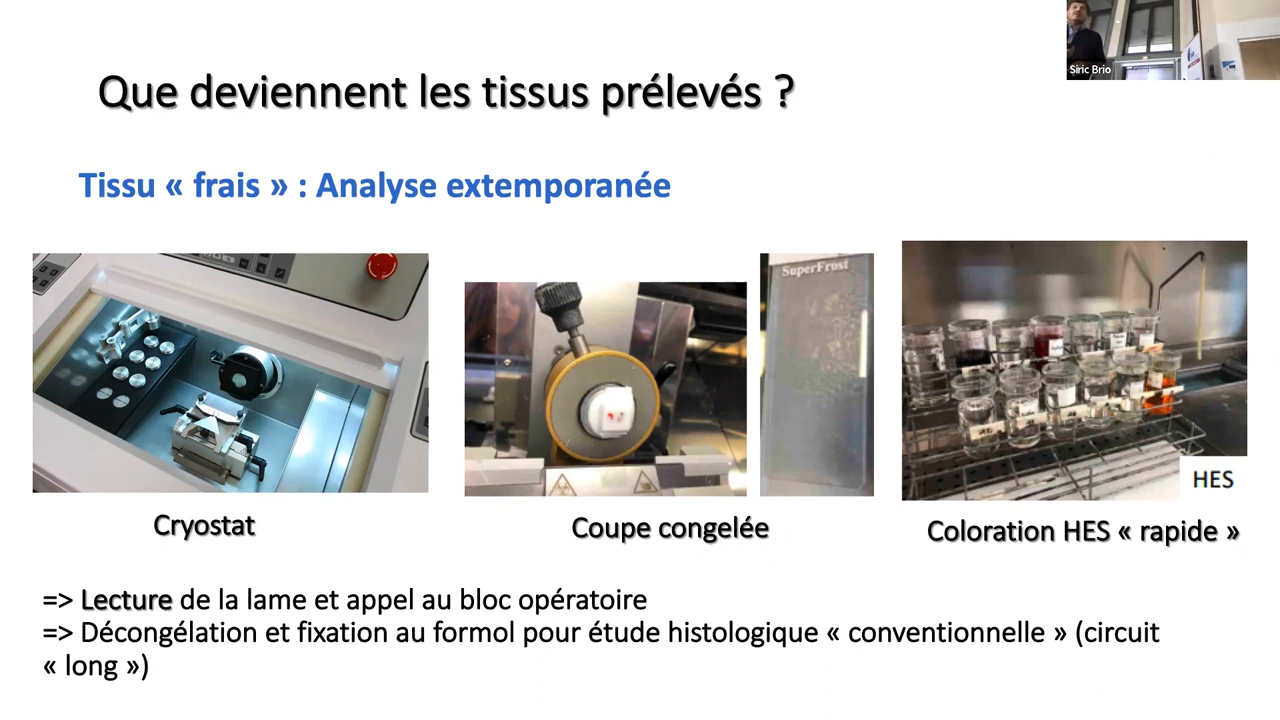 Siric Brio
Que deviennent les tissus prélevés ?
Tissu « frais » : Analyse extemporanée
SuperFrost
HES
Cryostat
Coupe congelée
Coloration HES « rapide »
=> Lecture de la lame et appel au bloc opératoire
=> Décongélation et fixation au formol pour étude histologique « conventionnelle » (circuit
« long »)